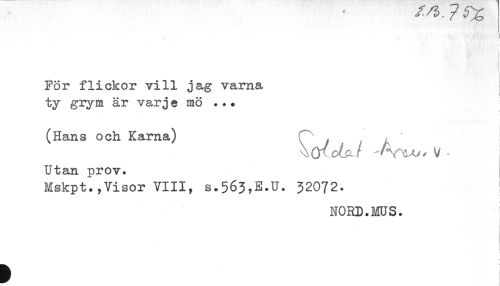 E.B. 756
För flickor vill jag varna
ty grym är varje mö ...
(Hans och Karna)
Soldat
Utan prov.
Mskpt.,Visor VIII, s.563,E.U. 32072.
NORD.MUS.